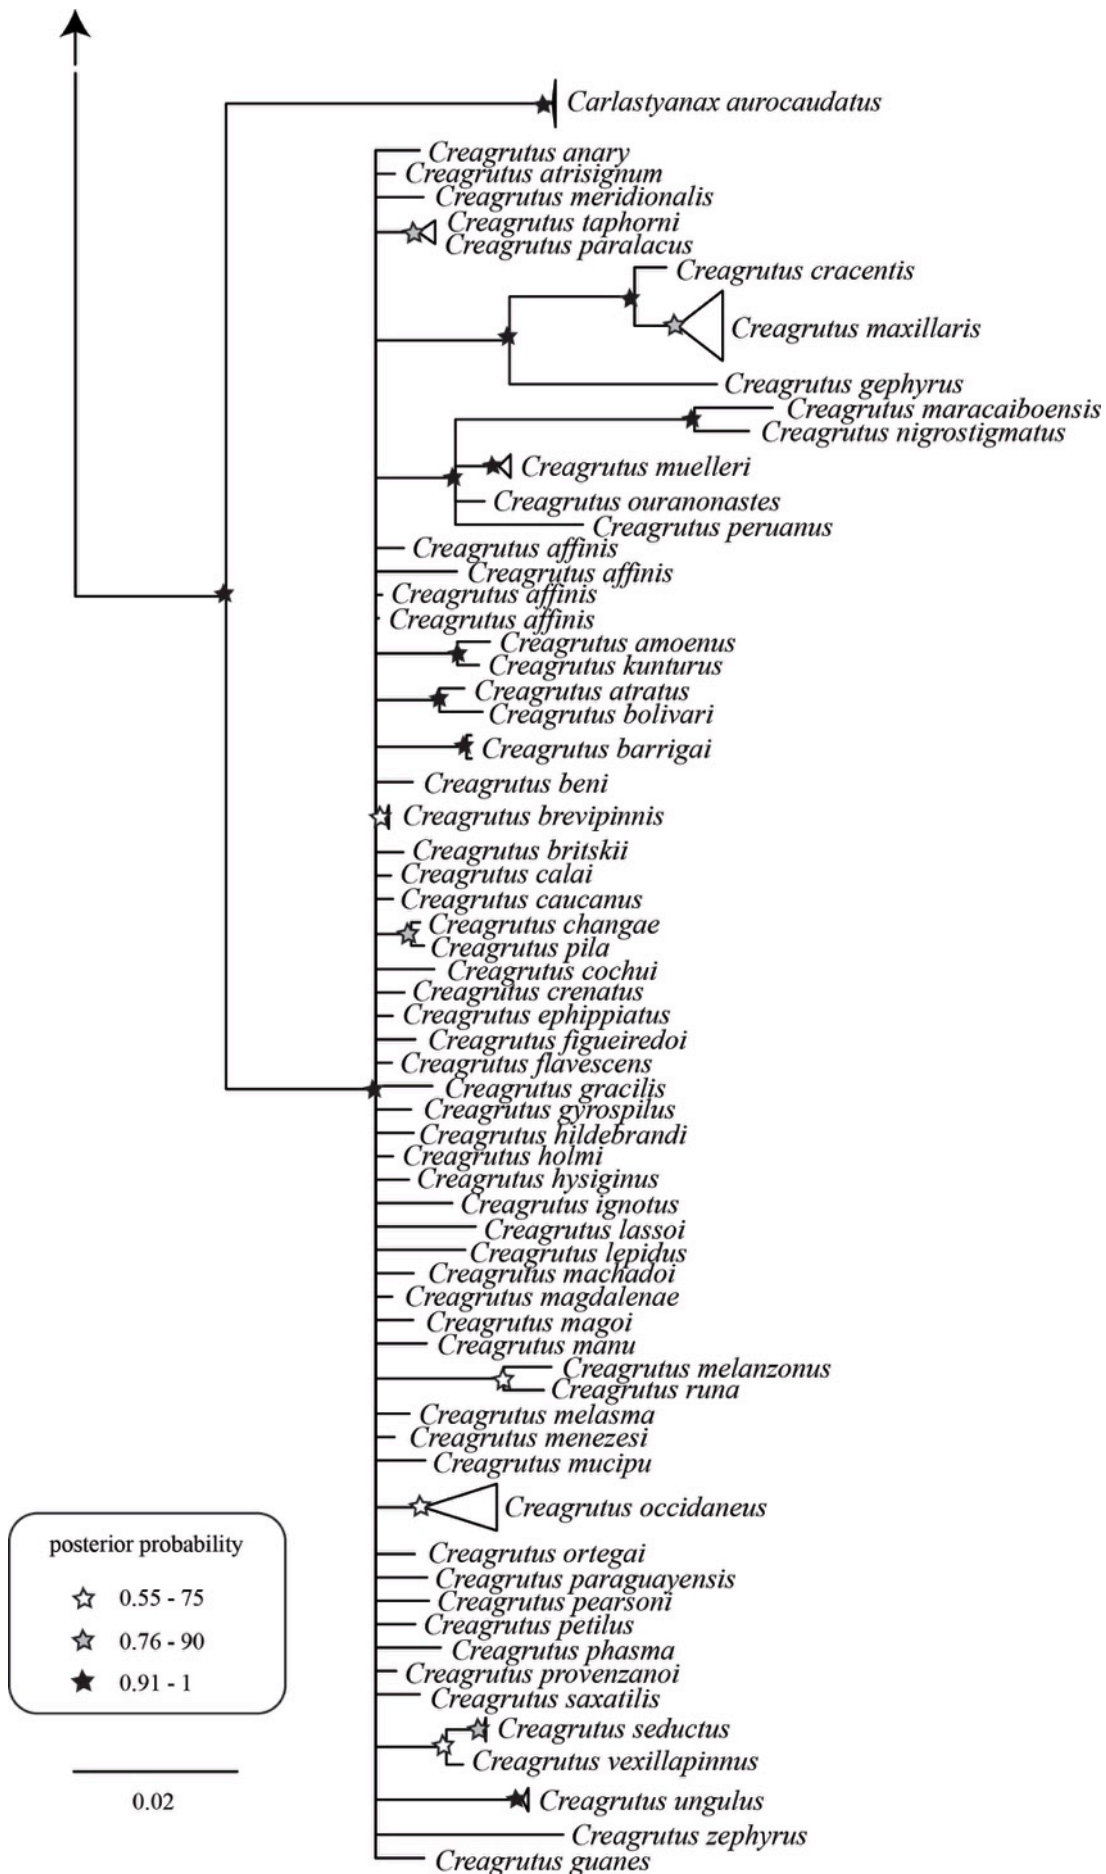 Carlastyanax aurocaudatus
Creagrutus anary
Creagrutus atrisignum
Creagrutus meridionalis
Creagrutus taphorni
Creagrutus paralacus
Creagrutus cracentis
Creagrutus maxillaris
Creagrutus gephyrus
Creagrutus maracaiboensis
Creagrutus nigrostigmatus
Creagrutus muelleri
Creagrutus ouranonastes
Creagrutus peruanus
Creagrutus affinis
Creagrutus affinis
Creagrutus affinis
Creagrutus affinis
Creagrutus amoenus
Creagrutus kunturus
Creagrutus atratus
Creagrutus bolivari
Creagrutus barrigai
Creagrutus beni
Creagrutus brevipinnis
Creagrutus britskii
Creagrutus calai
Creagrutus caucanus
Creagrutus changae
Creagrutus pila
Creagrutus cochui
Creagrutus crenatus
Creagrutus ephippiatus
Creagrutus figueiredoi
Creagrutus flavescens
Creagrutus gracilis
Creagrutus gyrospilus
Creagrutus hildebrandi
Creagrutus holmi
Creagrutus hysiginus
Creagrutus ignotus
Creagrutus lassoi
Creagrutus lepidus
Creagrutus machadoi
Creagrutus magdalenae
Creagrutus magoi
Creagrutus manu
Creagrutus melanzonus
Creagrutus runa
Creagrutus melasma
Creagrutus menezesi
Creagrutus mucipu
Creagrutus occidaneus
Creagrutus ortegai
Creagrutus paraguayensis
Creagrutus pearsoni
Creagrutus petilus
Creagrutus phasma
Creagrutus provenzanoi
Creagrutus saxatilis
Creagrutus seductus
Creagrutus vexillapinnus
Creagrutus ungulus
Creagrutus zephyrus
Creagrutus guanes
posterior probability
0.55 - 75
0.76 - 90
0.91 - 1
0.02